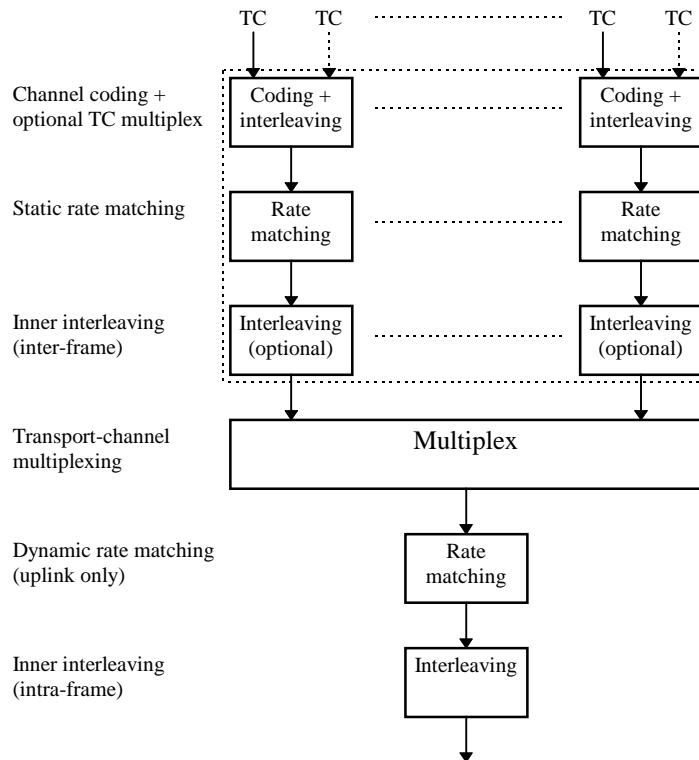 TC TC TC TC
Channel coding +
optional TC multiplex
Coding +
interleaving
Coding +
interleaving
Static rate matching
Rate
matching
Rate
matching
Inner interleaving
(inter-frame)
Interleaving
(optional)
Interleaving
(optional)
Transport-channel
multiplexing
Multiplex
Dynamic rate matching
(uplink only)
Rate
matching
Inner interleaving
(intra-frame)
Interleaving